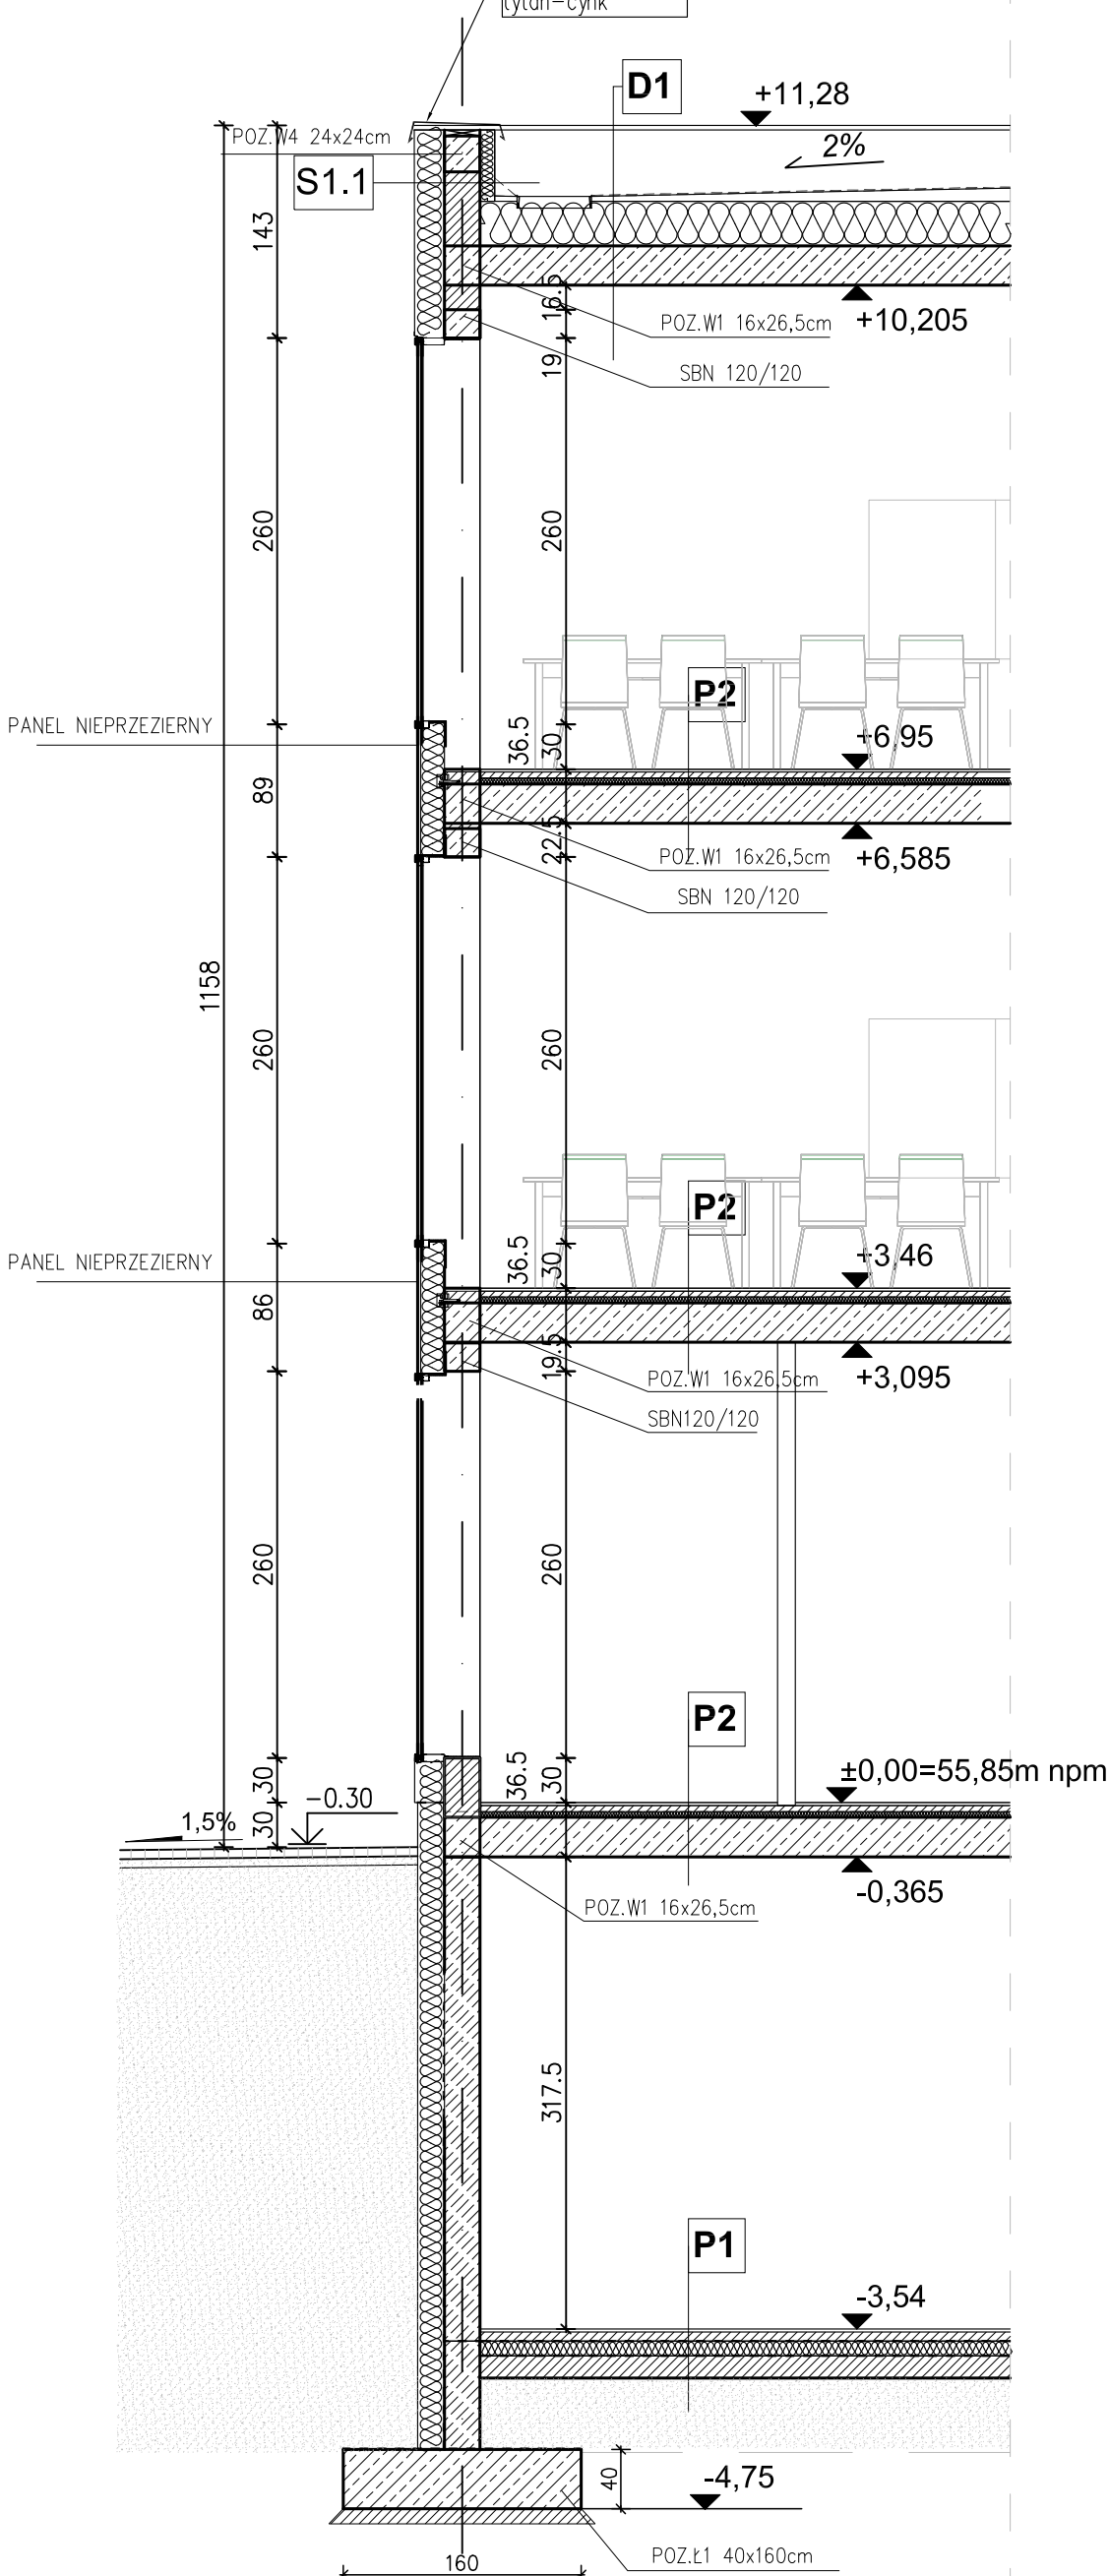 tytan-cynk
D1
+11,28
POZ.W4 24x24cm
2%
S1.1
143
16.5
POZ.W1 16x26,5cm
+10,205
19
SBN 120/120
260
260
P2
PANEL NIEPRZEZIERNY
36.5
30
+6,95
89
22.5
POZ.W1 16x26,5cm
+6,585
SBN 120/120
1158
260
260
P2
PANEL NIEPRZEZIERNY
36.5
30
+3,46
86
19.5
POZ.W1 16x26,5cm
+3,095
SBN120/120
260
260
P2
30
36.5
30
±0,00=55,85m npm
-0.30
1,5%
30
-0,365
POZ.W1 16x26,5cm
317.5
P1
-3,54
40
-4,75
POZ.Ł1 40x160cm
160